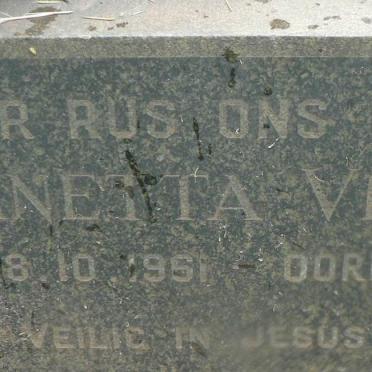 R RUS ONS
NETTA V
8.10.1951 - OOR
VEILIG IN JESUS